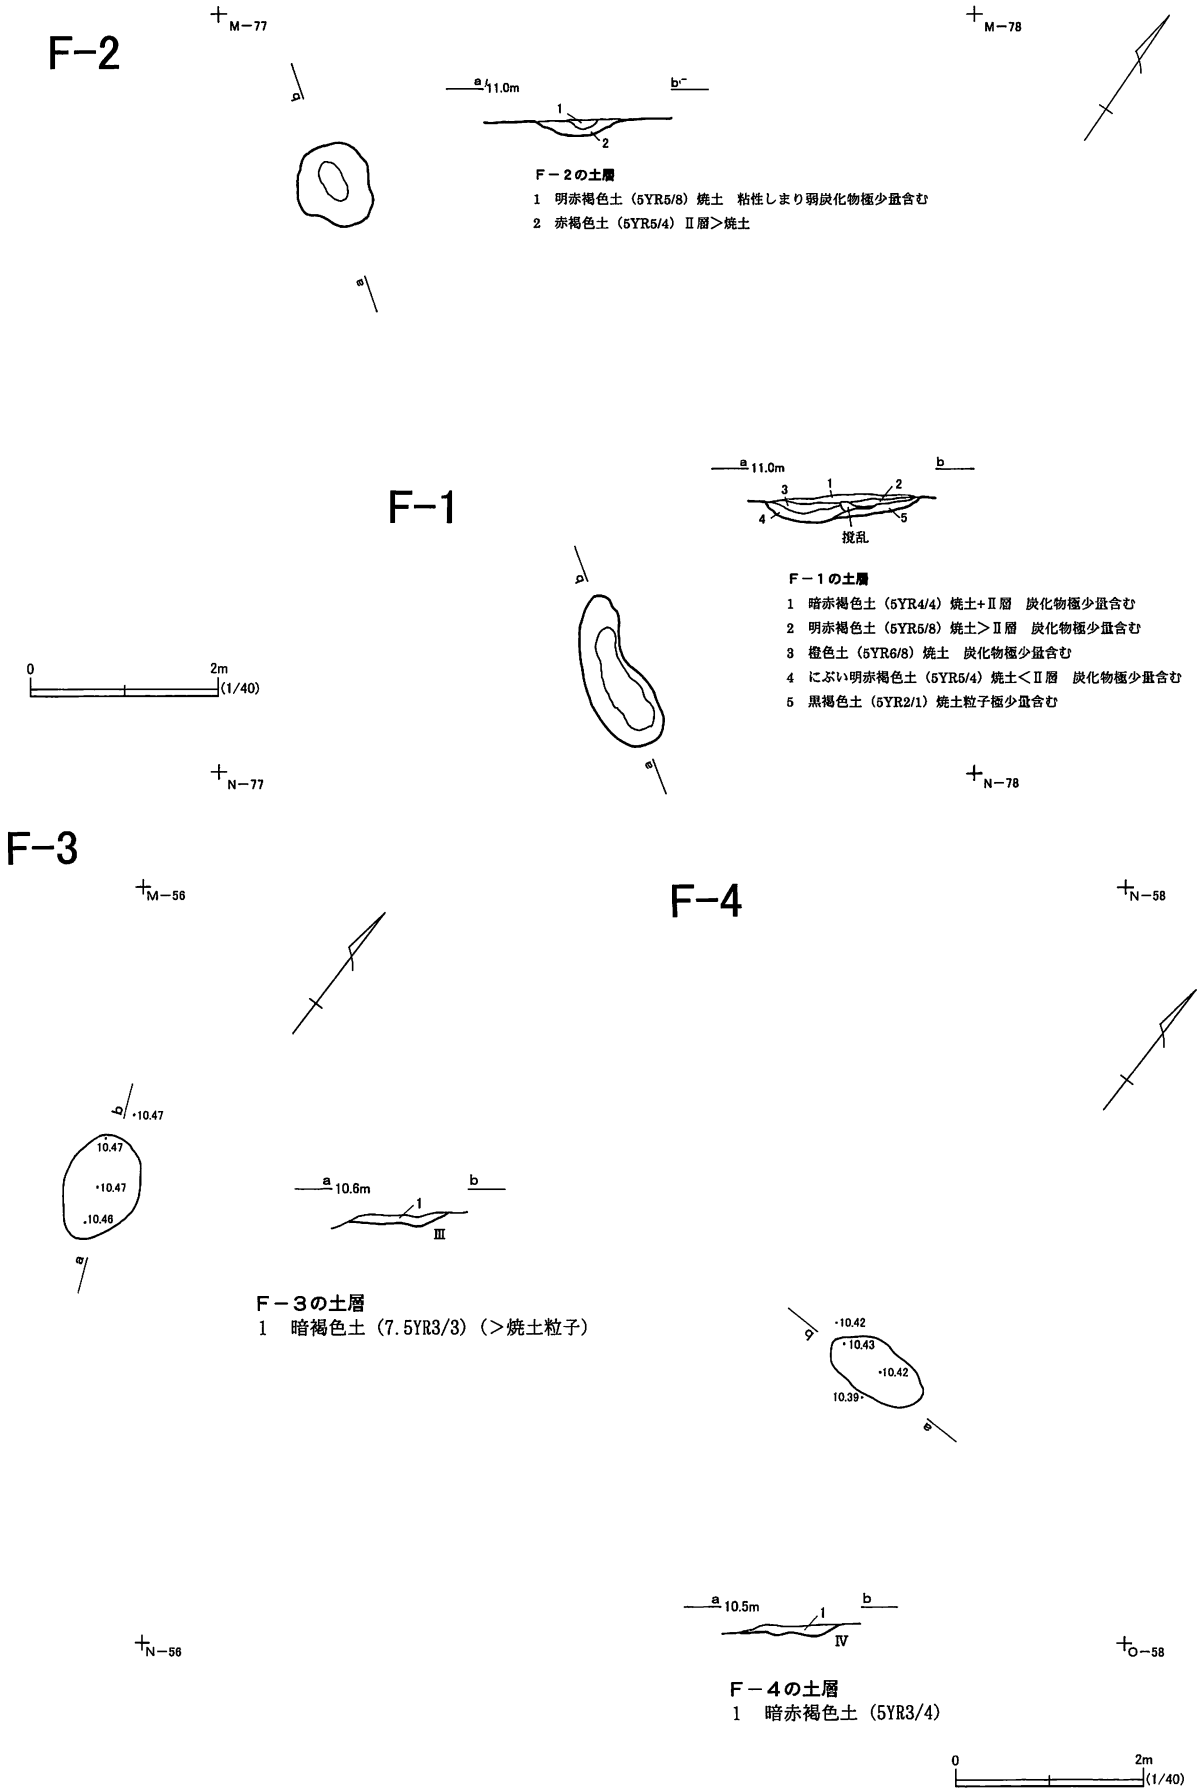 M-77
M-78
F-2
a 11.0m
b
1
2
b
a
F-2の土層
1 明赤褐色土（5YR5/8）焼土 粘性しまり弱炭化物極少量含む
2 赤褐色土（5YR5/4）Ⅱ層＞焼土
F-1
a 11.0m
b
1
2
3
4
5
撹乱
b
a
F-1の土層
1 暗赤褐色土（5YR4/4）焼土+Ⅱ層 炭化物極少量含む
2 明赤褐色土（5YR5/8）焼土＞Ⅱ層 炭化物極少量含む
3 橙色土（5YR6/8）焼土 炭化物極少量含む
4 にぶい明赤褐色土（5YR5/4）焼土＜Ⅱ層 炭化物極少量含む
5 黒褐色土（5YR2/1）焼土粒子極少量含む
0 2m
(1/40)
N-77
N-78
F-3
M-56
b
10.47
10.47
10.47
10.46
a
a 10.6m
b
1
Ⅲ
F-3の土層
1 暗褐色土（7.5YR3/3）（＞焼土粒子）
N-56
F-4
N-58
b
10.42
10.43
10.42
10.39
a
a 10.5m
b
1
Ⅳ
O-58
F-4の土層
1 暗赤褐色土（5YR3/4）
0 2m
(1/40)